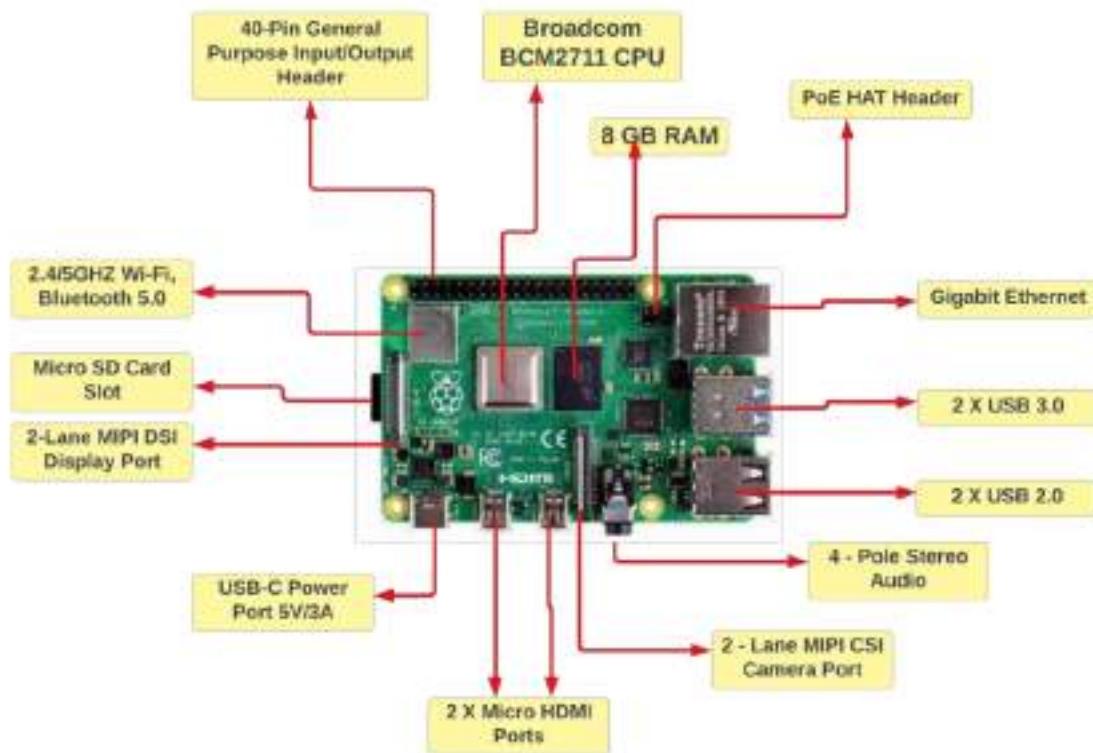 40-Pin General
Purpose Input/Output
Header
Broadcom
BCM2711 CPU
PoE HAT Header
8 GB RAM
2.4/5GHZ Wi-Fi,
Bluetooth 5.0
Gigabit Ethernet
Micro SD Card
Slot
2 X USB 3.0
2-Lane MIPI DSI
Display Port
2 X USB 2.0
HDMI
4 - Pole Stereo
Audio
USB-C Power
Port 5V/3A
2 - Lane MIPI CSI
Camera Port
2 X Micro HDMI
Ports